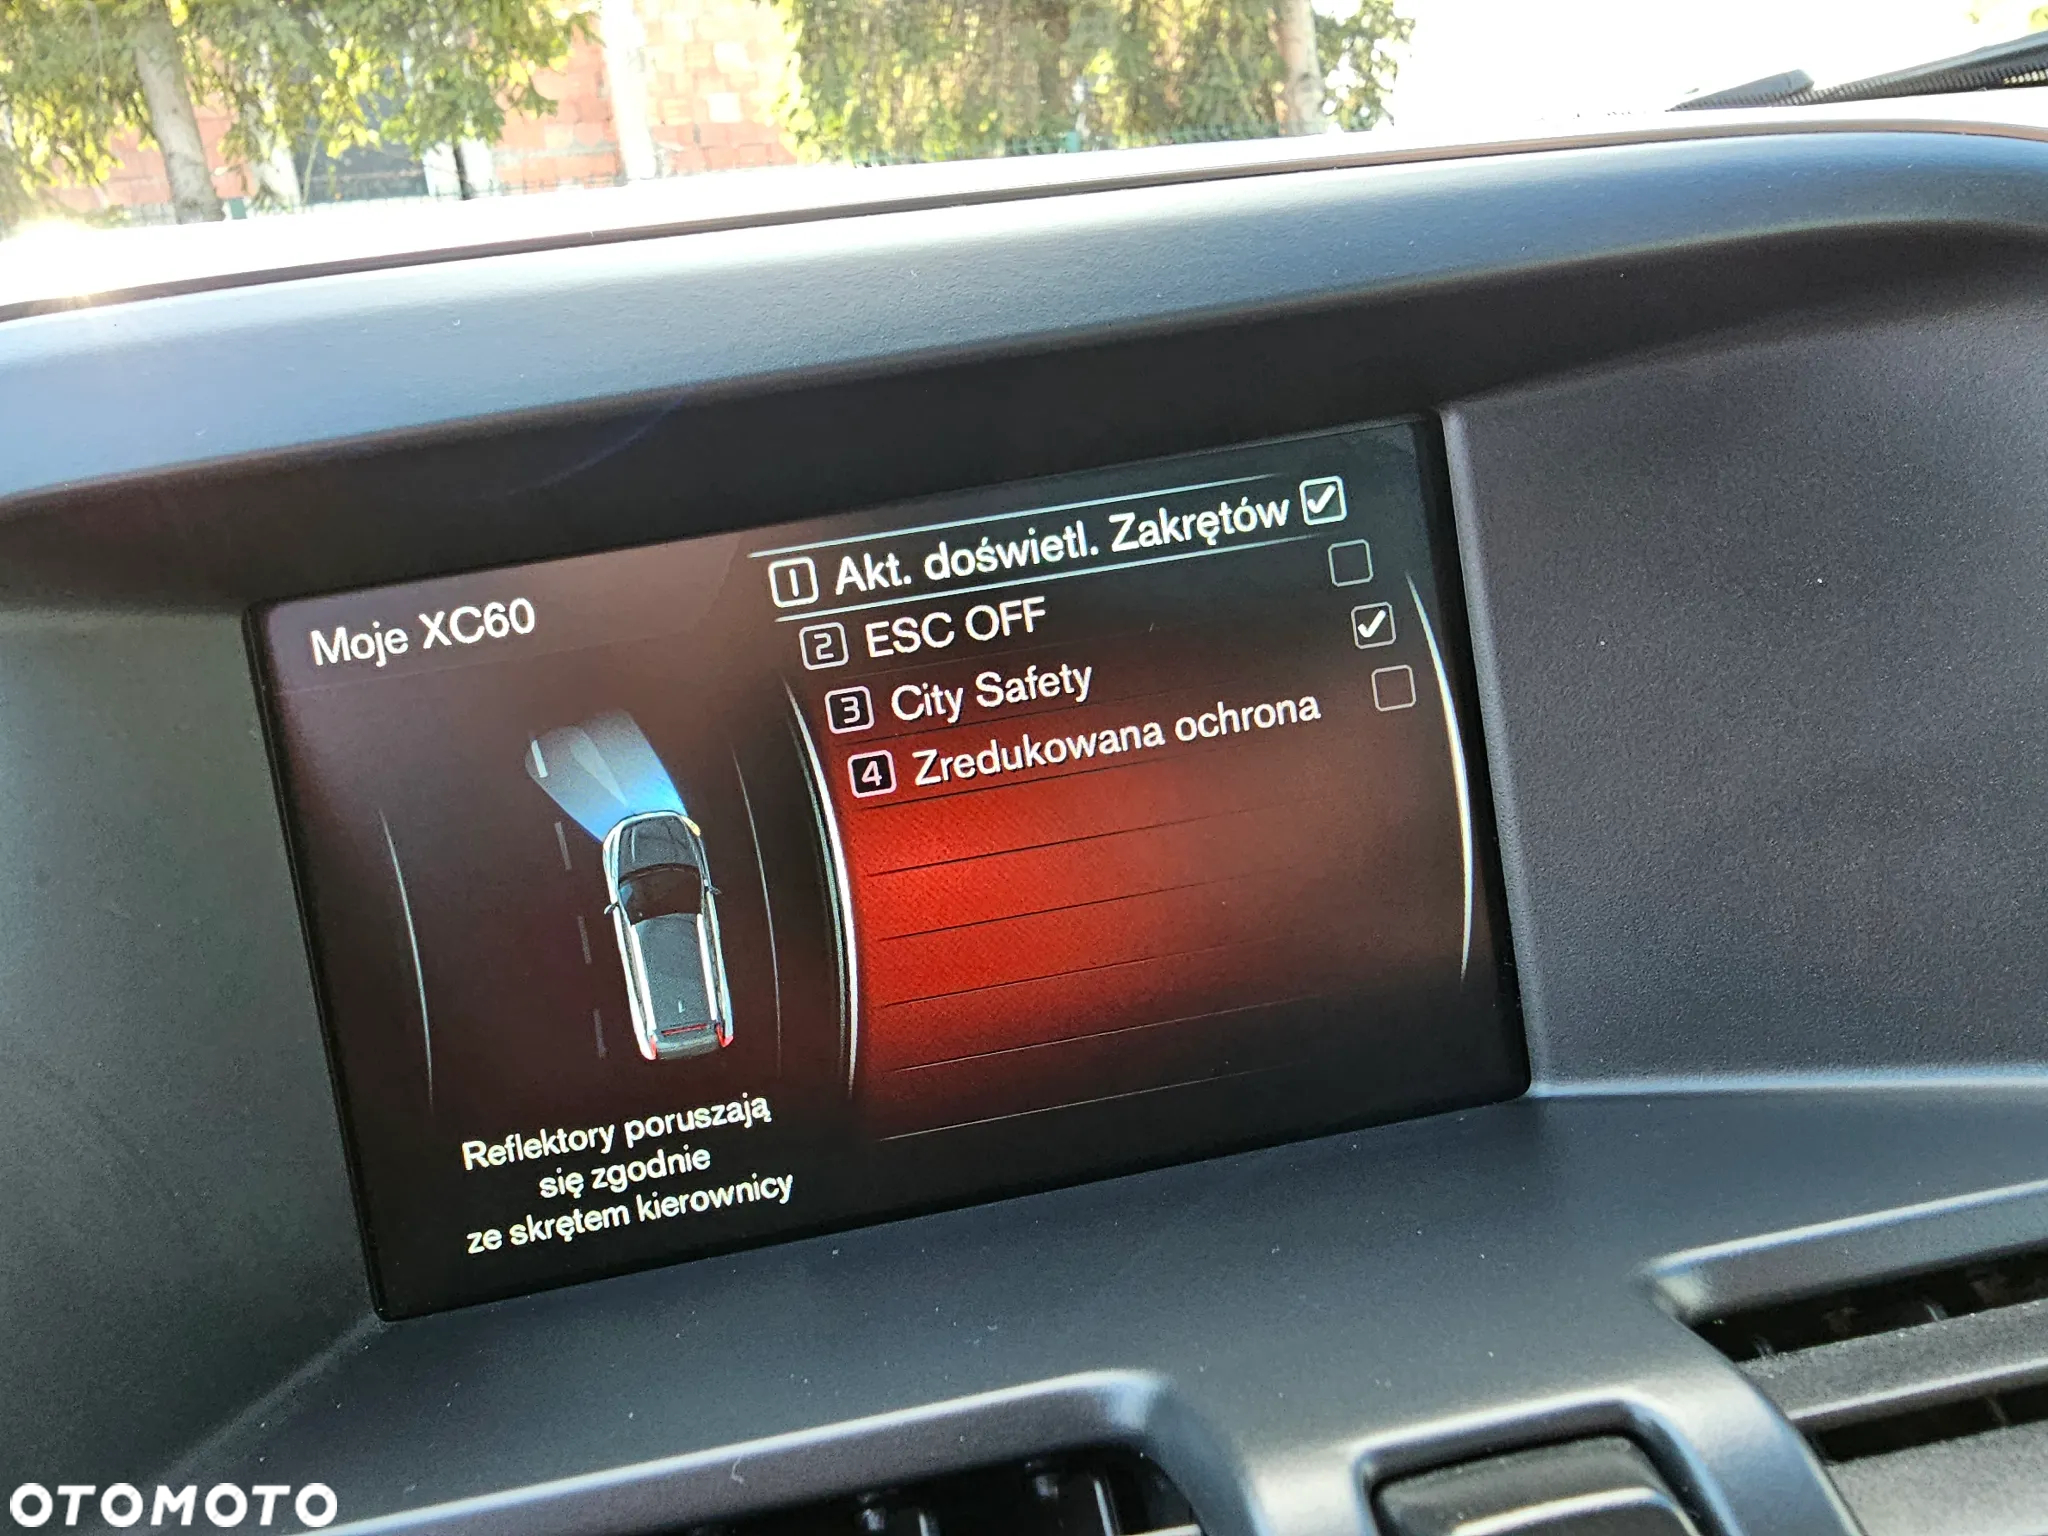 Moje XC60
1 Akt. doświetl. Zakrętów
2 ESC OFF
3 City Safety
4 Zredukowana ochrona
Reflektory poruszają
się zgodnie
ze skrętem kierownicy
OTOMOTO